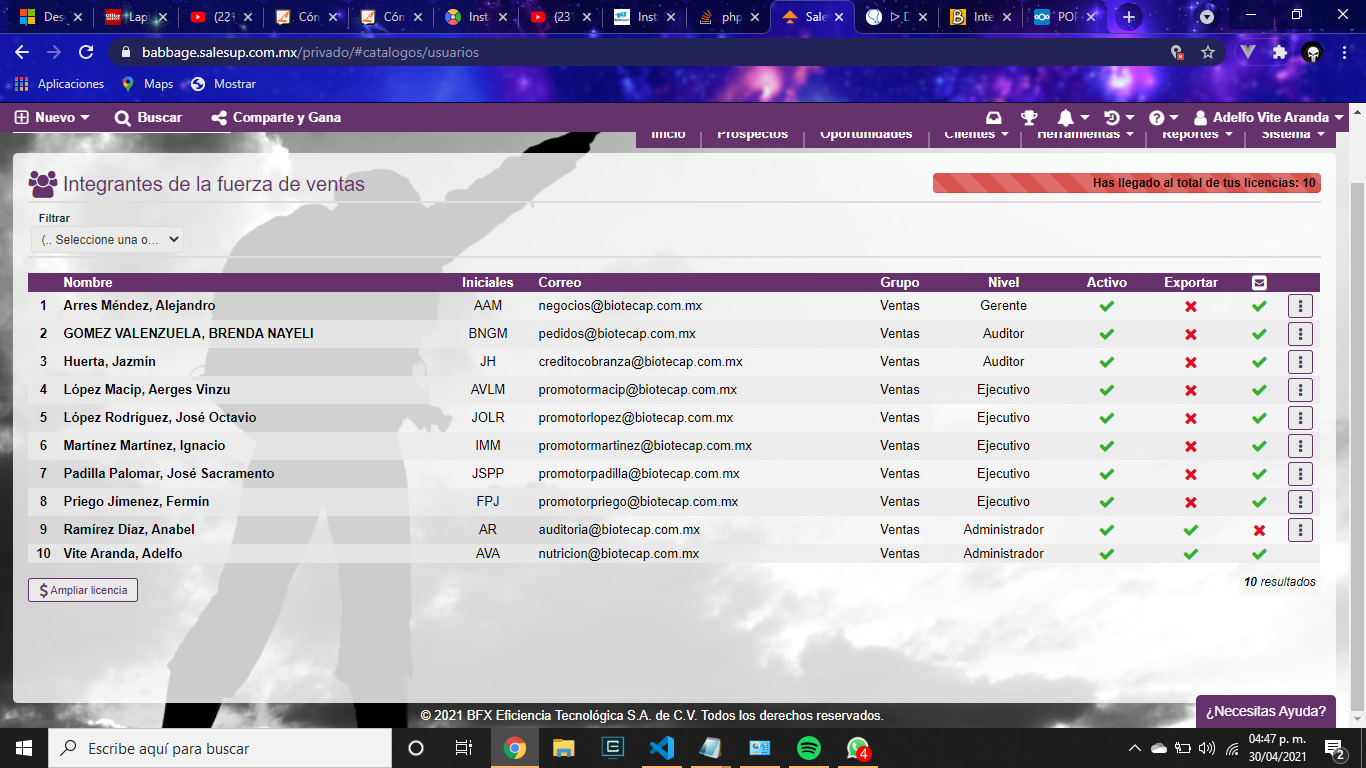 Des
Lapt
(22
Cón
Cón
Inst
(23
Inst
php
Sale
D
Inte
POI
babbage.salesup.com.mx/privado/#catalogos/usuarios
Aplicaciones Maps Mostrar
Nuevo Buscar Comparte y Gana Adelfo Vite Aranda
Inicio Prospectos Oportunidades Clientes Herramientas Reportes Sistema
Integrantes de la fuerza de ventas
Has llegado al total de tus licencias: 10
Filtrar
(.. Seleccione una o...
Nombre Iniciales Correo Grupo Nivel Activo Exportar
1 Arres Méndez, Alejandro AAM negocios@biotecap.com.mx Ventas Gerente
2 GOMEZ VALENZUELA, BRENDA NAYELI BNGM pedidos@biotecap.com.mx Ventas Auditor
3 Huerta, Jazmín JH creditocobranza@biotecap.com.mx Ventas Auditor
4 López Macip, Aerges Vinzu AVLM promotormacip@biotecap.com.mx Ventas Ejecutivo
5 López Rodríguez, José Octavio JOLR promotorlopez@biotecap.com.mx Ventas Ejecutivo
6 Martínez Martínez, Ignacio IMM promotormartinez@biotecap.com.mx Ventas Ejecutivo
7 Padilla Palomar, José Sacramento JSPP promotorpadilla@biotecap.com.mx Ventas Ejecutivo
8 Priego Jímenez, Fermín FPJ promotorpriego@biotecap.com.mx Ventas Ejecutivo
9 Ramírez Díaz, Anabel AR auditoria@biotecap.com.mx Ventas Administrador
10 Vite Aranda, Adelfo AVA nutricion@biotecap.com.mx Ventas Administrador
$ Ampliar licencia
10 resultados
© 2021 BFX Eficiencia Tecnológica S.A. de C.V. Todos los derechos reservados.
¿Necesitas Ayuda?
Escribe aquí para buscar
4
04:47 p. m.
30/04/2021
2